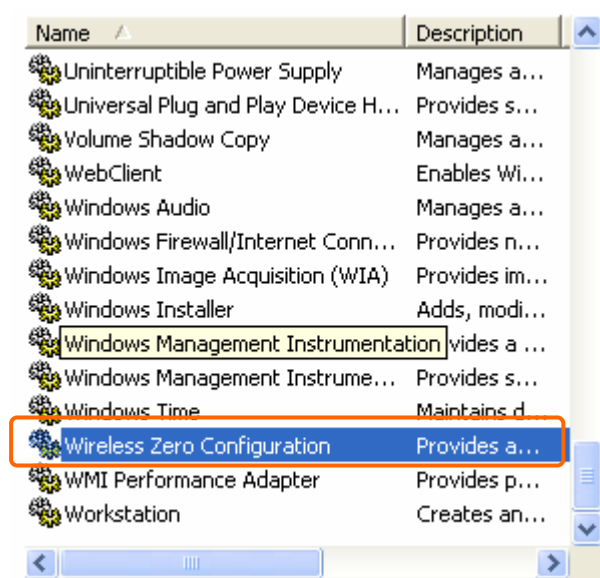 Name Description
Uninterruptible Power Supply Manages a...
Universal Plug and Play Device H... Provides s...
Volume Shadow Copy Manages a...
WebClient Enables Wi...
Windows Audio Manages a...
Windows Firewall/Internet Conn... Provides n...
Windows Image Acquisition (WIA) Provides im...
Windows Installer Adds, modi...
Windows Management Instrumentation vides a ...
Windows Management Instrume... Provides s...
Windows Time Maintains d...
Wireless Zero Configuration Provides a...
WMI Performance Adapter Provides p...
Workstation Creates an...